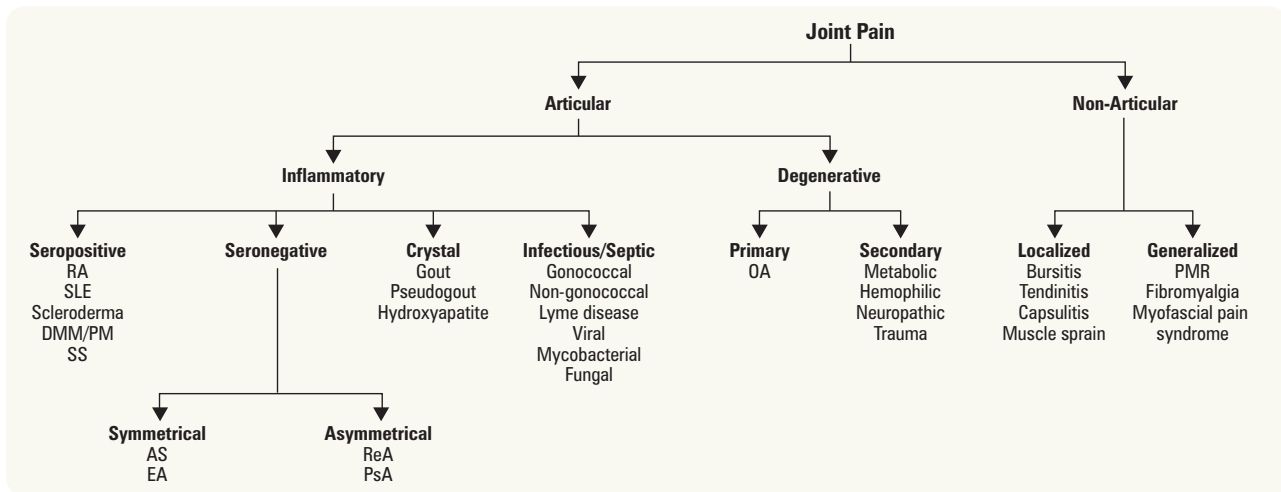 Joint Pain
Articular
Non-Articular
Inflammatory
Degenerative
Seropositive
RA
SLE
Scleroderma
DMM/PM
SS
Seronegative
Crystal
Gout
Pseudogout
Hydroxyapatite
Infectious/Septic
Gonococcal
Non-gonococcal
Lyme disease
Viral
Mycobacterial
Fungal
Primary
OA
Secondary
Metabolic
Hemophilic
Neuropathic
Trauma
Localized
Bursitis
Tendinitis
Capsulitis
Muscle sprain
Generalized
PMR
Fibromyalgia
Myofascial pain
syndrome
Symmetrical
AS
EA
Asymmetrical
ReA
PsA